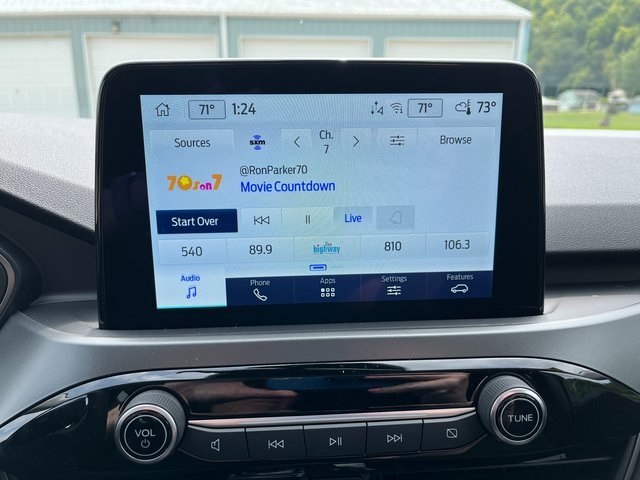 71° 1:24 71° 73°
Sources sxm Ch. 7 Browse
70s on 7
@RonParker70
Movie Countdown
Start Over Live
540 89.9 the highway 810 106.3
Audio Phone Apps Settings Features
VOL TUNE